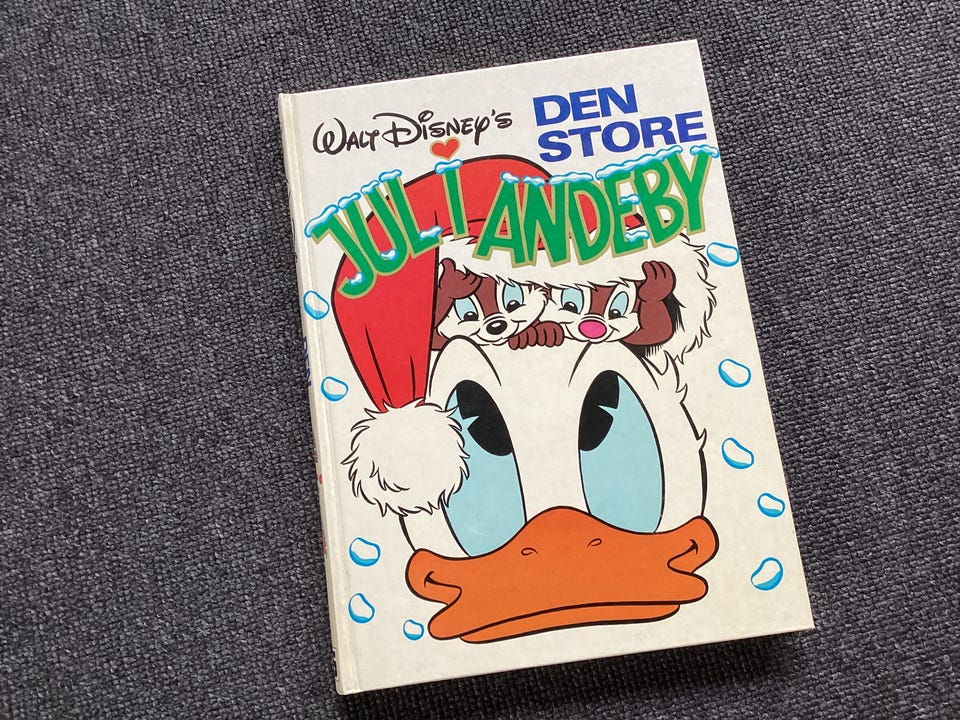 WALT DISNEY'S
DEN
STORE
JUL i ANDEBY